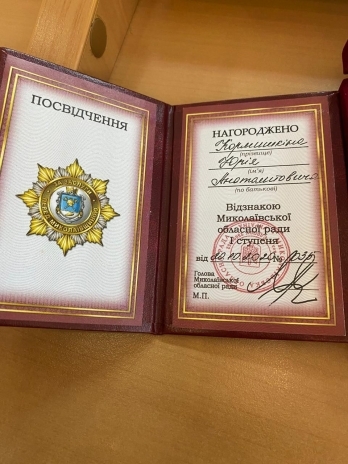 ПОСВІДЧЕННЯ
НАГОРОДЖЕНО
Кормишкіна
(прізвище)
Юрія
(ім'я)
Анатолійовича
(по батькові)
Відзнакою
Миколаївської
обласної ради
І ступеня
від
Голова
Миколаївської
обласної ради
М.П.